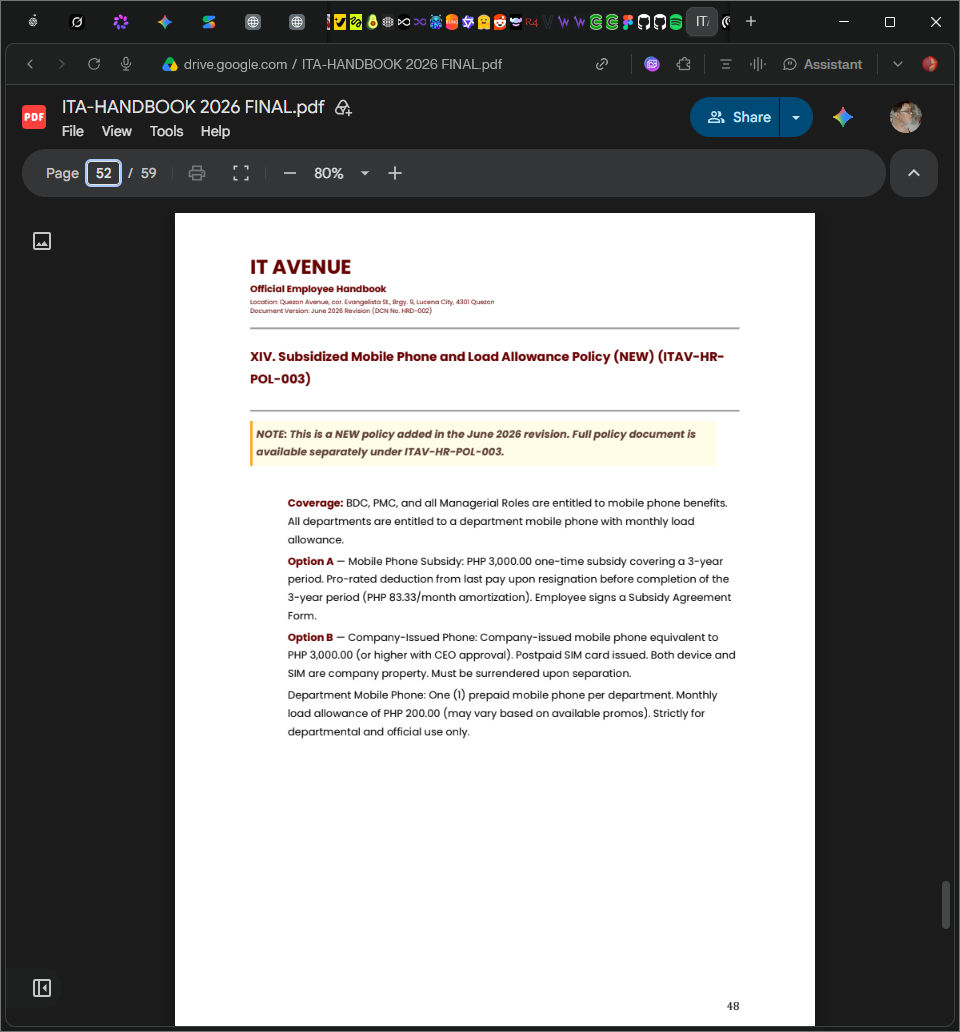 R4
IT/
drive.google.com / ITA-HANDBOOK 2026 FINAL.pdf
Assistant
PDF
ITA-HANDBOOK 2026 FINAL.pdf
File View Tools Help
Share
Page 52 / 59
80%
IT AVENUE
Official Employee Handbook
Location: Quezon Avenue, cor. Evangelista St., Brgy. 9, Lucena City, 4301 Quezon
Document Version: June 2026 Revision (DCN No. HRD-002)
XIV. Subsidized Mobile Phone and Load Allowance Policy (NEW) (ITAV-HR-
POL-003)
NOTE: This is a NEW policy added in the June 2026 revision. Full policy document is
available separately under ITAV-HR-POL-003.
Coverage: BDC, PMC, and all Managerial Roles are entitled to mobile phone benefits.
All departments are entitled to a department mobile phone with monthly load
allowance.
Option A — Mobile Phone Subsidy: PHP 3,000.00 one-time subsidy covering a 3-year
period. Pro-rated deduction from last pay upon resignation before completion of the
3-year period (PHP 83.33/month amortization). Employee signs a Subsidy Agreement
Form.
Option B — Company-Issued Phone: Company-issued mobile phone equivalent to
PHP 3,000.00 (or higher with CEO approval). Postpaid SIM card issued. Both device and
SIM are company property. Must be surrendered upon separation.
Department Mobile Phone: One (1) prepaid mobile phone per department. Monthly
load allowance of PHP 200.00 (may vary based on available promos). Strictly for
departmental and official use only.
48